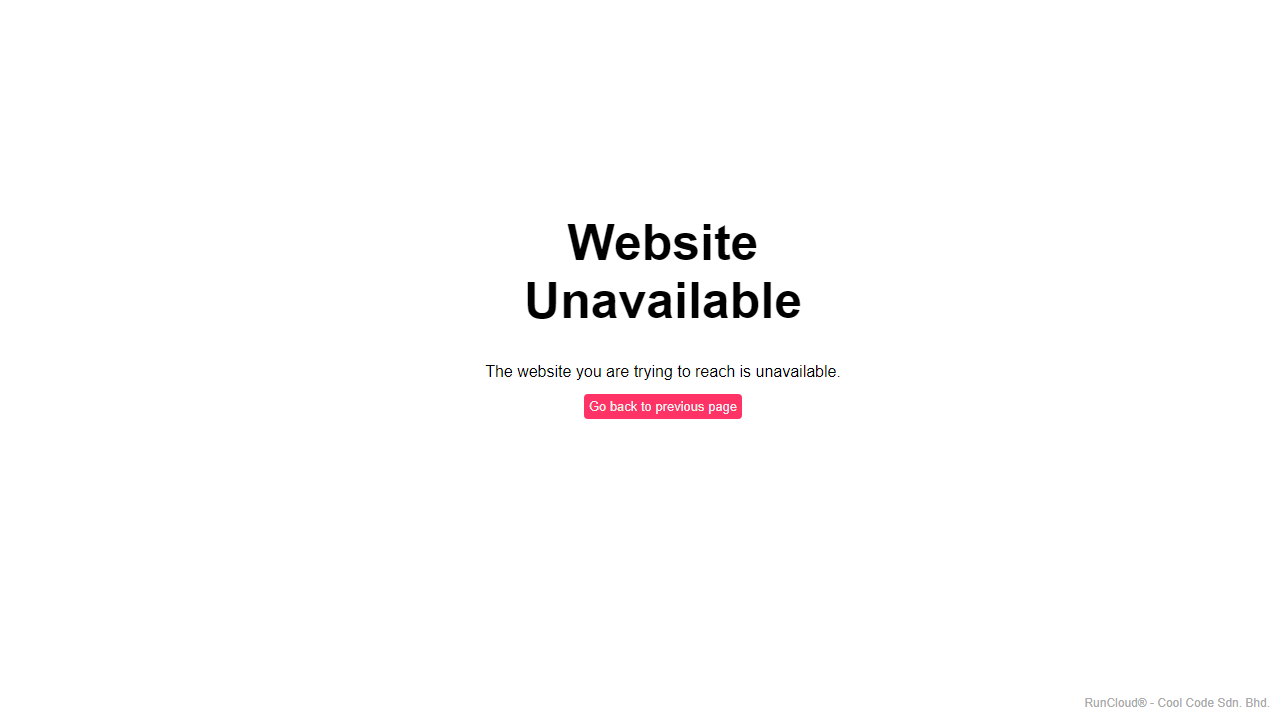 Website
Unavailable
The website you are trying to reach is unavailable.
Go back to previous page
RunCloud® - Cool Code Sdn. Bhd.